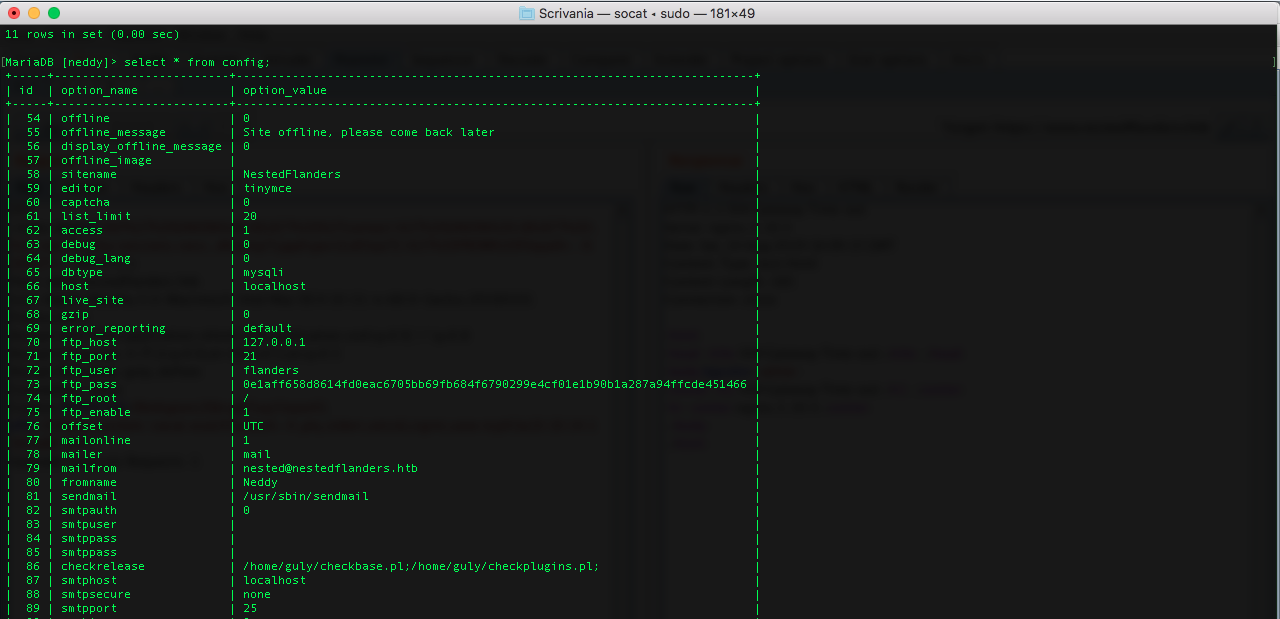 Scrivania — socat ◂ sudo — 181×49
11 rows in set (0.00 sec)
[MariaDB [neddy]> select * from config; ]
+-----+---------------------------+--------------------------------------------------------------------------------+
| id | option_name | option_value |
+-----+---------------------------+--------------------------------------------------------------------------------+
| 54 | offline | 0 |
| 55 | offline_message | Site offline, please come back later |
| 56 | display_offline_message | 0 |
| 57 | offline_image | |
| 58 | sitename | NestedFlanders |
| 59 | editor | tinymce |
| 60 | captcha | 0 |
| 61 | list_limit | 20 |
| 62 | access | 1 |
| 63 | debug | 0 |
| 64 | debug_lang | 0 |
| 65 | dbtype | mysqli |
| 66 | host | localhost |
| 67 | live_site | |
| 68 | gzip | 0 |
| 69 | error_reporting | default |
| 70 | ftp_host | 127.0.0.1 |
| 71 | ftp_port | 21 |
| 72 | ftp_user | flanders |
| 73 | ftp_pass | 0e1aff658d8614fd0eac6705bb69fb684f6790299e4cf01e1b90b1a287a94ffcde451466 |
| 74 | ftp_root | / |
| 75 | ftp_enable | 1 |
| 76 | offset | UTC |
| 77 | mailonline | 1 |
| 78 | mailer | mail |
| 79 | mailfrom | nested@nestedflanders.htb |
| 80 | fromname | Neddy |
| 81 | sendmail | /usr/sbin/sendmail |
| 82 | smtpauth | 0 |
| 83 | smtpuser | |
| 84 | smtppass | |
| 85 | smtppass | |
| 86 | checkrelease | /home/guly/checkbase.pl;/home/guly/checkplugins.pl; |
| 87 | smtphost | localhost |
| 88 | smtpsecure | none |
| 89 | smtpport | 25 |